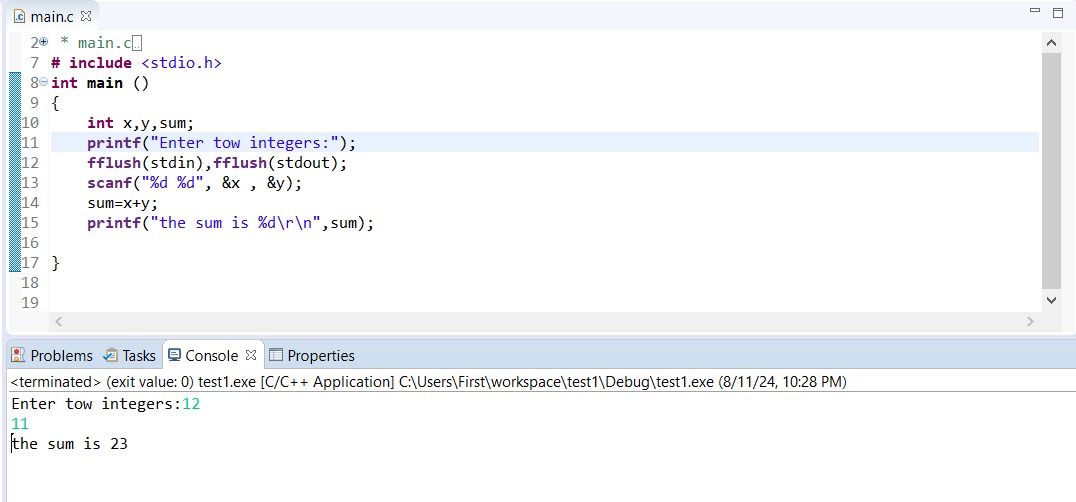 main.c
2 * main.c
7 # include <stdio.h>
8 int main ()
9 {
10 int x,y,sum;
11 printf("Enter tow integers:");
12 fflush(stdin),fflush(stdout);
13 scanf("%d %d", &x , &y);
14 sum=x+y;
15 printf("the sum is %d\r\n",sum);
16
17 }
18
19
Problems Tasks Console Properties
<terminated> (exit value: 0) test1.exe [C/C++ Application] C:\Users\First\workspace\test1\Debug\test1.exe (8/11/24, 10:28 PM)
Enter tow integers:12
11
the sum is 23